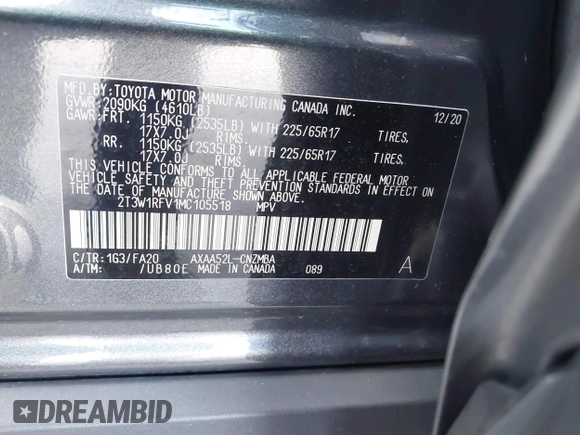 MFD.BY:TOYOTA MOTOR MANUFACTURING CANADA INC.
GVWR:2090KG (4610LB) 12/20
GAWR:FRT. 1150KG (2535LB) WITH 225/65R17 TIRES,
17X7.0J RIMS,
RR. 1150KG (2535LB) WITH 225/65R17 TIRES,
17X7.0J RIMS,
THIS VEHICLE CONFORMS TO ALL APPLICABLE FEDERAL MOTOR
VEHICLE SAFETY AND THEFT PREVENTION STANDARDS IN EFFECT ON
THE DATE OF MANUFACTURE SHOWN ABOVE.
2T3W1RFV1MC105518 MPV
C/TR:1G3/FA20 AXAA52L-CNZMBA
A/TM: /UB80E MADE IN CANADA 089 A
DREAMBID